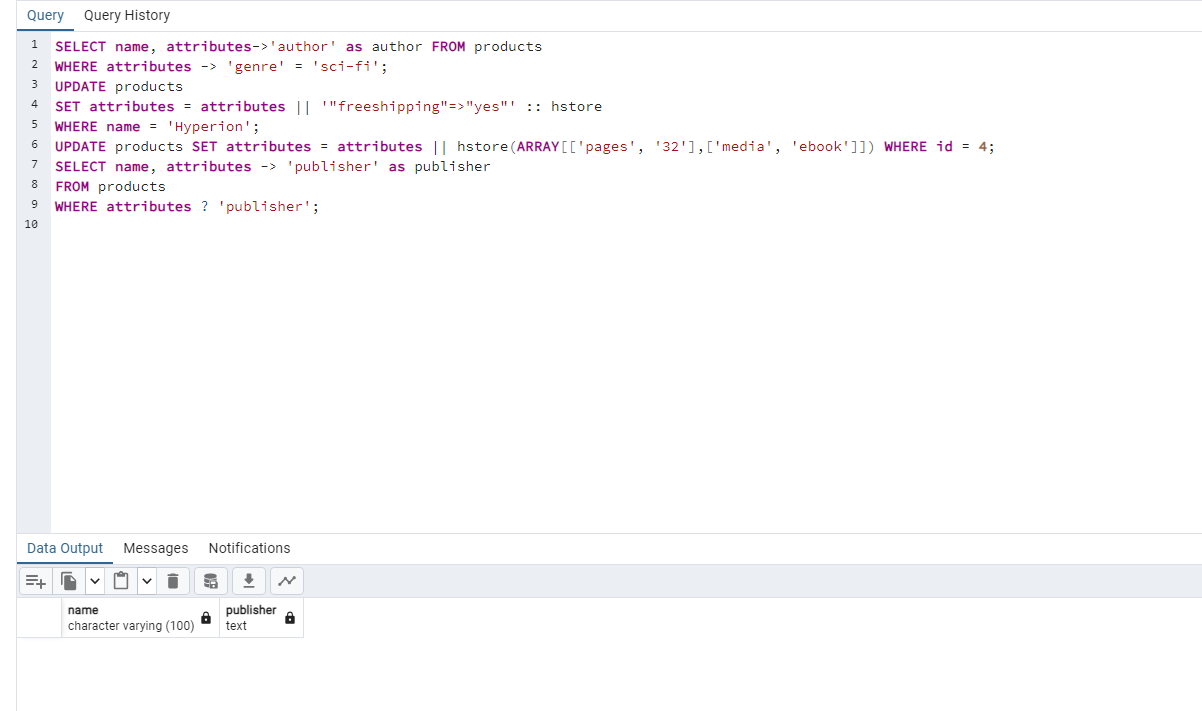 Query Query History
1 SELECT name, attributes->'author' as author FROM products
2 WHERE attributes -> 'genre' = 'sci-fi';
3 UPDATE products
4 SET attributes = attributes || '"freeshipping"=>"yes"' :: hstore
5 WHERE name = 'Hyperion';
6 UPDATE products SET attributes = attributes || hstore(ARRAY[['pages', '32'],['media', 'ebook']]) WHERE id = 4;
7 SELECT name, attributes -> 'publisher' as publisher
8 FROM products
9 WHERE attributes ? 'publisher';
10
Data Output Messages Notifications
name publisher
character varying (100) text